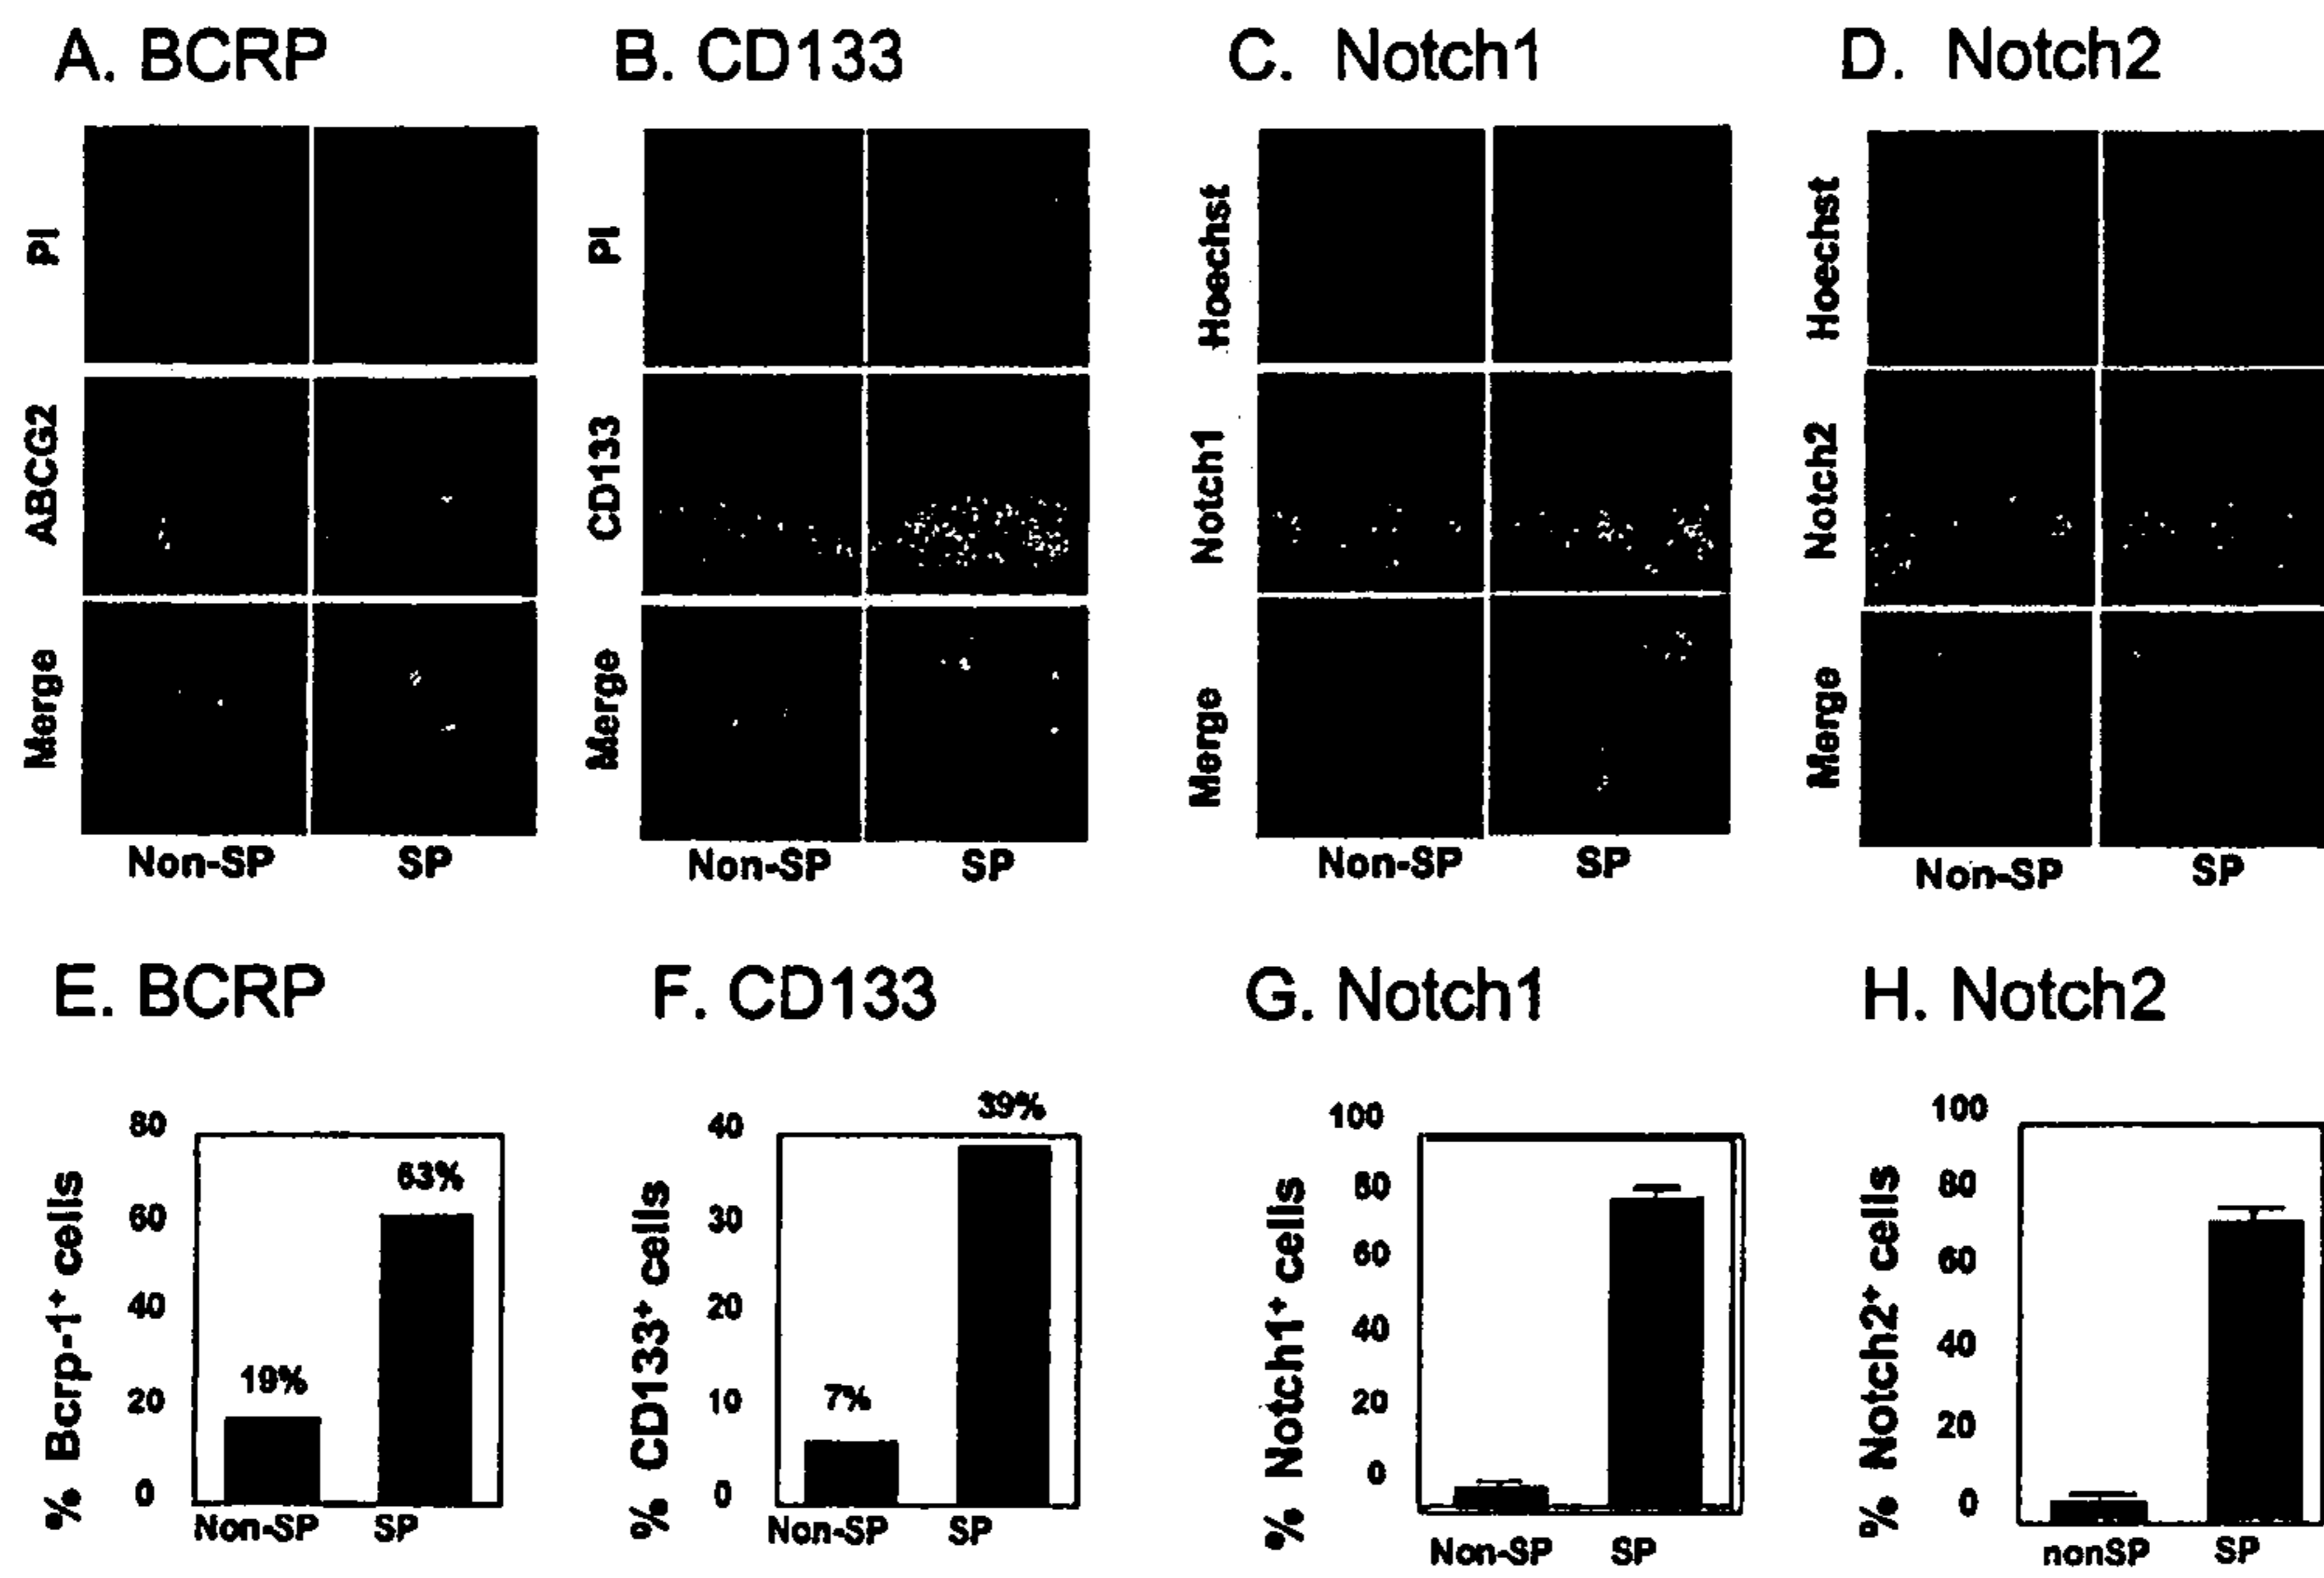 A. BCRP
B. CD133
C. Notch1
D. Notch2
PI
ABCG2
Merge
Non-SP
SP
PI
CD133
Merge
Non-SP
SP
Hoechst
Notch1
Merge
Non-SP
SP
Hoechst
Notch2
Merge
Non-SP
SP
E. BCRP
F. CD133
G. Notch1
H. Notch2
% Bcrp-1+ cells
80
60
40
20
0
19%
63%
Non-SP
SP
% CD133+ cells
40
30
20
10
0
7%
39%
Non-SP
SP
% Notch1+ cells
100
80
60
40
20
0
Non-SP
SP
% Notch2+ cells
100
80
60
40
20
0
nonSP
SP